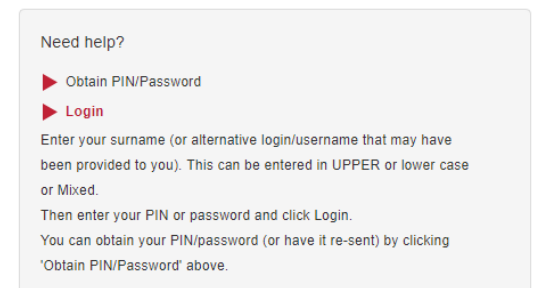 Need help?
Obtain PIN/Password
Login
Enter your surname (or alternative login/username that may have
been provided to you). This can be entered in UPPER or lower case
or Mixed.
Then enter your PIN or password and click Login.
You can obtain your PIN/password (or have it re-sent) by clicking
'Obtain PIN/Password' above.